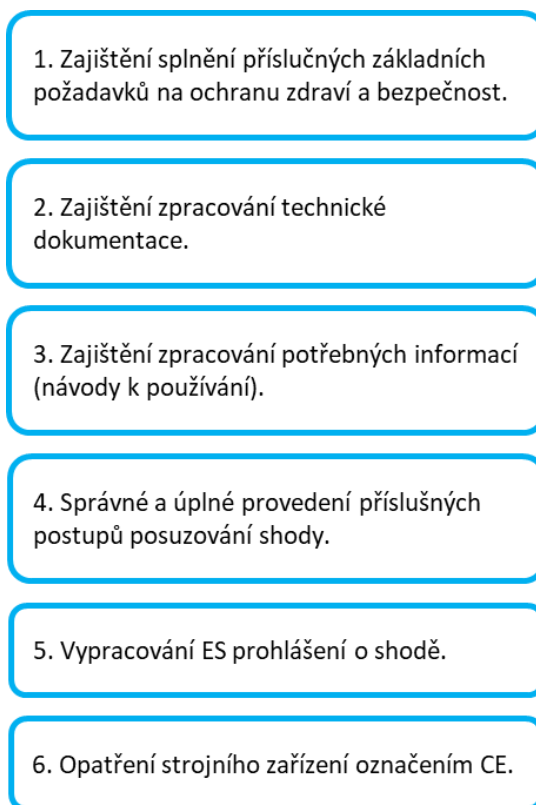 1. Zajištění splnění příslučných základních
požadavků na ochranu zdraví a bezpečnost.
2. Zajištění zpracování technické
dokumentace.
3. Zajištění zpracování potřebných informací
(návody k používání).
4. Správné a úplné provedení příslušných
postupů posuzování shody.
5. Vypracování ES prohlášení o shodě.
6. Opatření strojního zařízení označením CE.